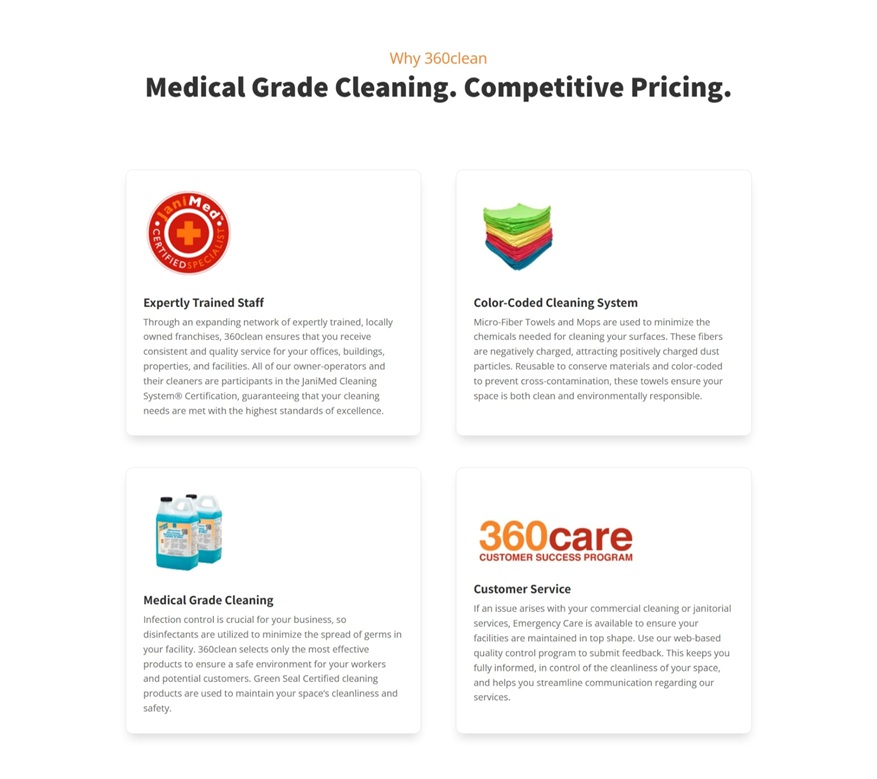 Why 360clean
Medical Grade Cleaning. Competitive Pricing.
JaniMed
CERTIFIED SPECIALIST
Expertly Trained Staff
Through an expanding network of expertly trained, locally
owned franchises, 360clean ensures that you receive
consistent and quality service for your offices, buildings,
properties, and facilities. All of our owner-operators and
their cleaners are participants in the JaniMed Cleaning
System® Certification, guaranteeing that your cleaning
needs are met with the highest standards of excellence.
Color-Coded Cleaning System
Micro-Fiber Towels and Mops are used to minimize the
chemicals needed for cleaning your surfaces. These fibers
are negatively charged, attracting positively charged dust
particles. Reusable to conserve materials and color-coded
to prevent cross-contamination, these towels ensure your
space is both clean and environmentally responsible.
Medical Grade Cleaning
Infection control is crucial for your business, so
disinfectants are utilized to minimize the spread of germs in
your facility. 360clean selects only the most effective
products to ensure a safe environment for your workers
and potential customers. Green Seal Certified cleaning
products are used to maintain your space's cleanliness and
safety.
360care
CUSTOMER SUCCESS PROGRAM
Customer Service
If an issue arises with your commercial cleaning or janitorial
services, Emergency Care is available to ensure your
facilities are maintained in top shape. Use our web-based
quality control program to submit feedback. This keeps you
fully informed, in control of the cleanliness of your space,
and helps you streamline communication regarding our
services.